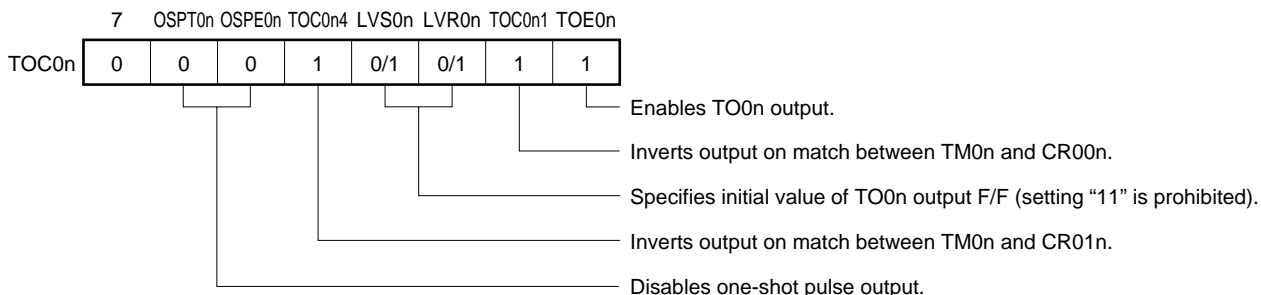 7 OSPT0n OSPE0n TOC0n4 LVS0n LVR0n TOC0n1 TOE0n
TOC0n 0 0 0 1 0/1 0/1 1 1
Enables TO0n output.
Inverts output on match between TM0n and CR00n.
Specifies initial value of TO0n output F/F (setting “11” is prohibited).
Inverts output on match between TM0n and CR01n.
Disables one-shot pulse output.